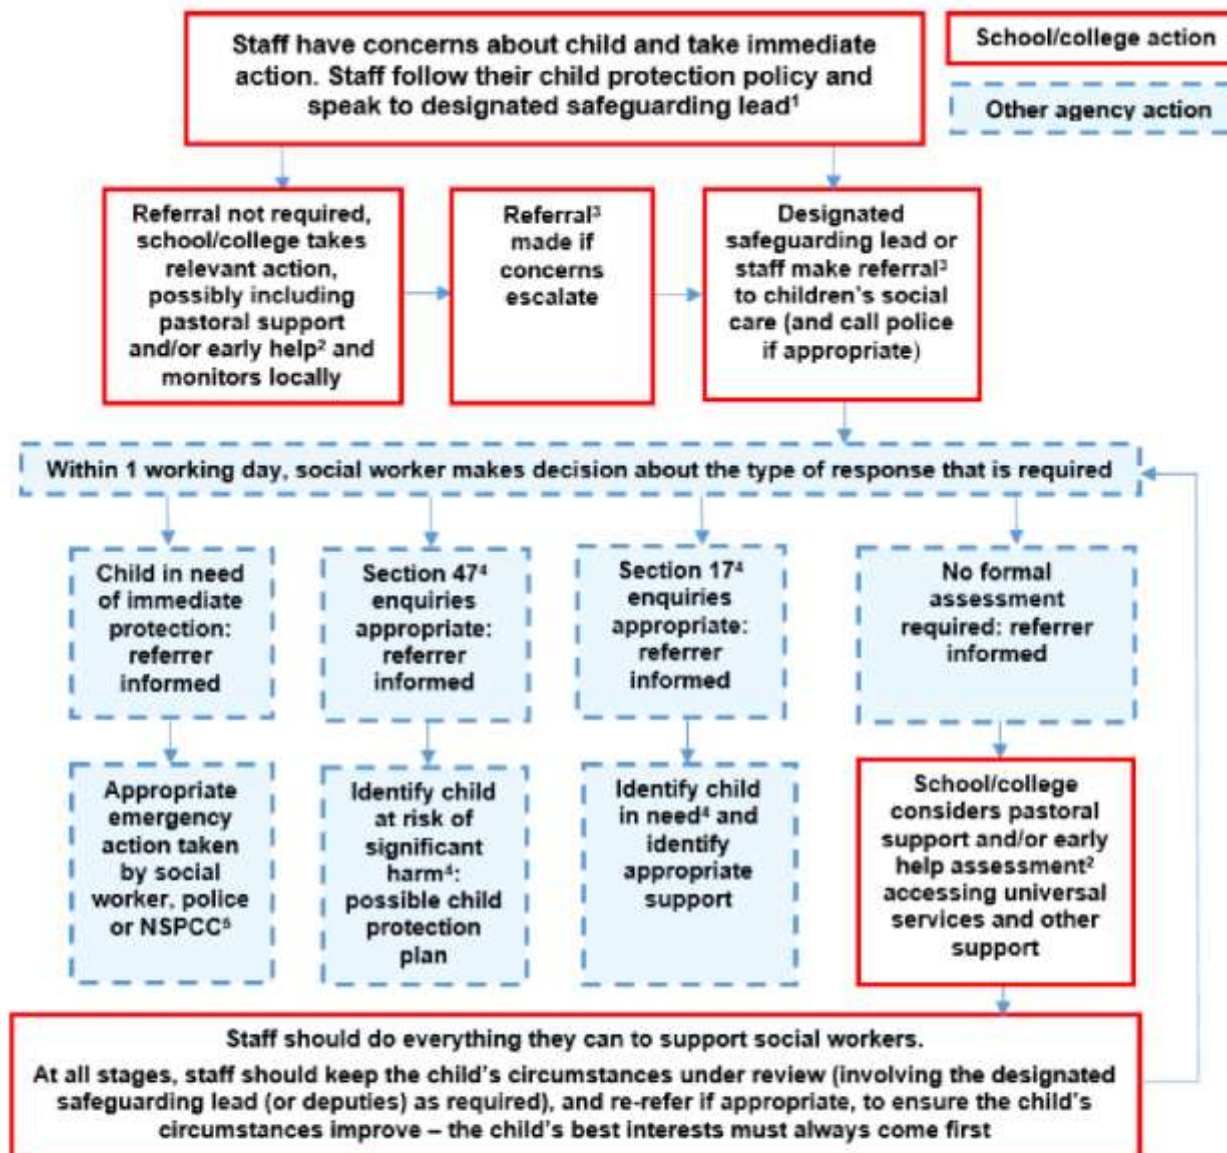 Staff have concerns about child and take immediate
action. Staff follow their child protection policy and
speak to designated safeguarding lead¹
School/college action
Other agency action
Referral not required,
school/college takes
relevant action,
possibly including
pastoral support
and/or early help² and
monitors locally
Referral³
made if
concerns
escalate
Designated
safeguarding lead or
staff make referral³
to children's social
care (and call police
if appropriate)
Within 1 working day, social worker makes decision about the type of response that is required
Child in need
of immediate
protection:
referrer
informed
Section 47⁴
enquiries
appropriate:
referrer
informed
Section 17⁴
enquiries
appropriate:
referrer
informed
No formal
assessment
required: referrer
informed
Appropriate
emergency
action taken
by social
worker, police
or NSPCC⁵
Identify child
at risk of
significant
harm⁴:
possible child
protection
plan
Identify child
in need⁴ and
identify
appropriate
support
School/college
considers pastoral
support and/or early
help assessment²
accessing universal
services and other
support
Staff should do everything they can to support social workers.
At all stages, staff should keep the child's circumstances under review (involving the designated
safeguarding lead (or deputies) as required), and re-refer if appropriate, to ensure the child's
circumstances improve – the child's best interests must always come first